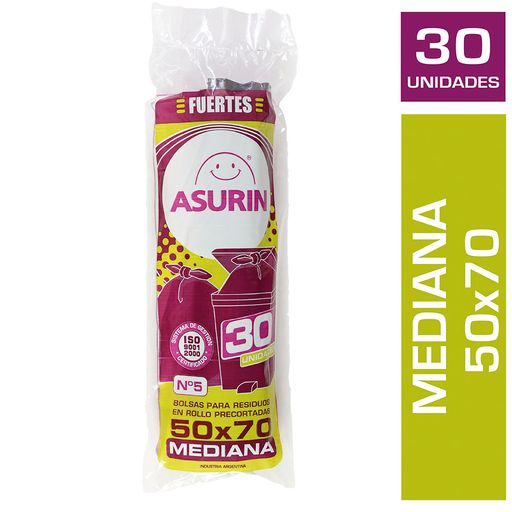 FUERTES
®
ASURIN
SISTEMA DE GESTIÓN
ISO
9001
2000
CERTIFICADO
30
UNIDADES
Nº5
BOLSAS PARA RESIDUOS
EN ROLLO PRECORTADAS
50x70
MEDIANA
INDUSTRIA ARGENTINA
30
UNIDADES
MEDIANA
50x70